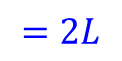 = 2L